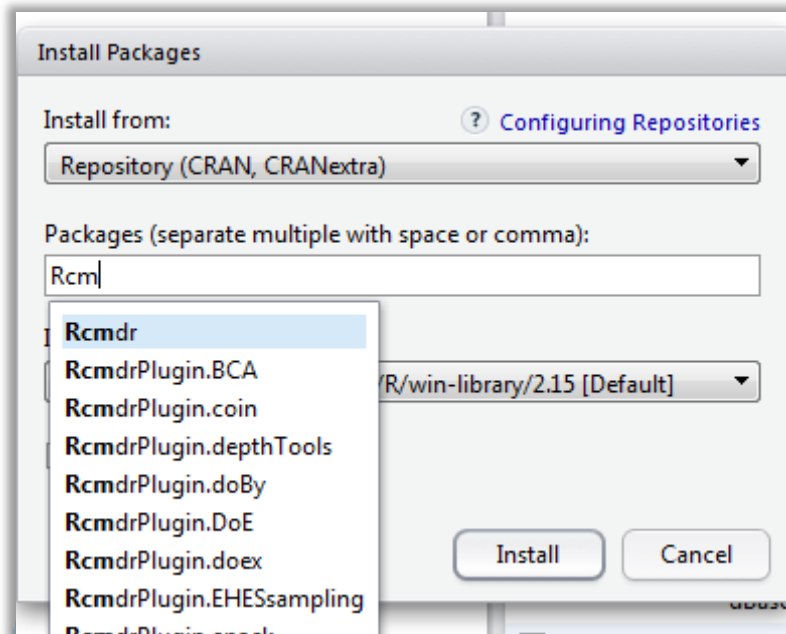 Install Packages
Install from:
? Configuring Repositories
Repository (CRAN, CRANextra)
Packages (separate multiple with space or comma):
Rcm
Rcmdr
RcmdrPlugin.BCA
/R/win-library/2.15 [Default]
RcmdrPlugin.coin
RcmdrPlugin.depthTools
RcmdrPlugin.doBy
RcmdrPlugin.DoE
RcmdrPlugin.doex
RcmdrPlugin.EHESsampling
Install
Cancel